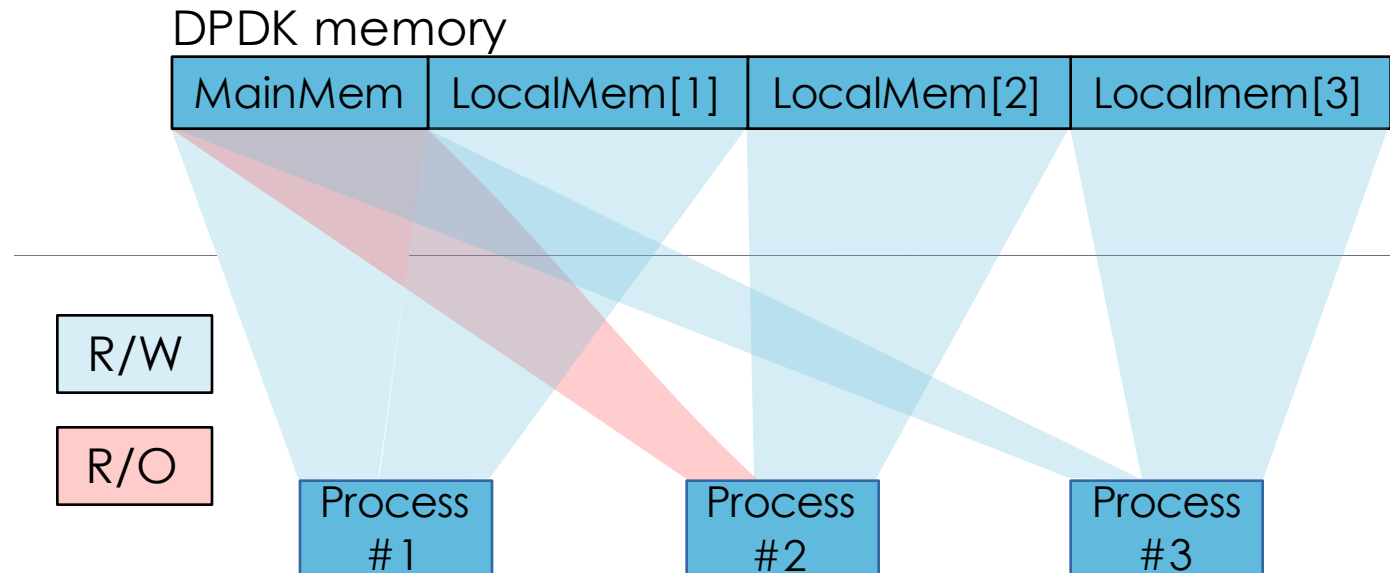 DPDK memory
MainMem
LocalMem[1]
LocalMem[2]
Localmem[3]
R/W
R/O
Process
#1
Process
#2
Process
#3